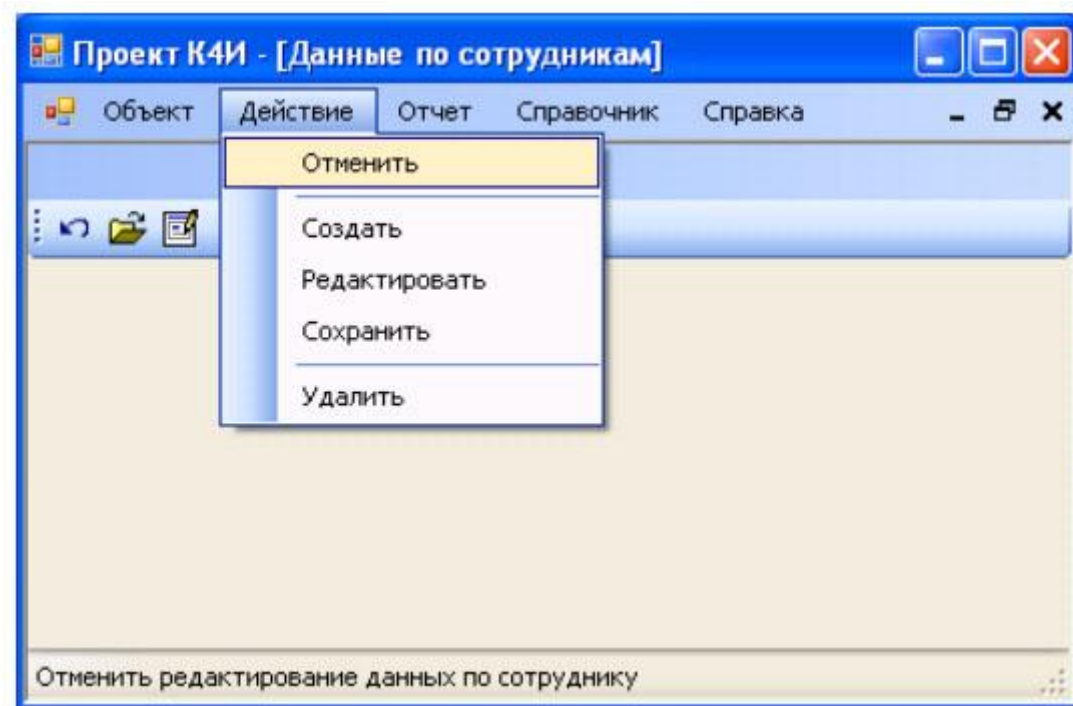 Проект К4И - [Данные по сотрудникам]
Объект Действие Отчет Справочник Справка
Отменить
Создать
Редактировать
Сохранить
Удалить
Отменить редактирование данных по сотруднику